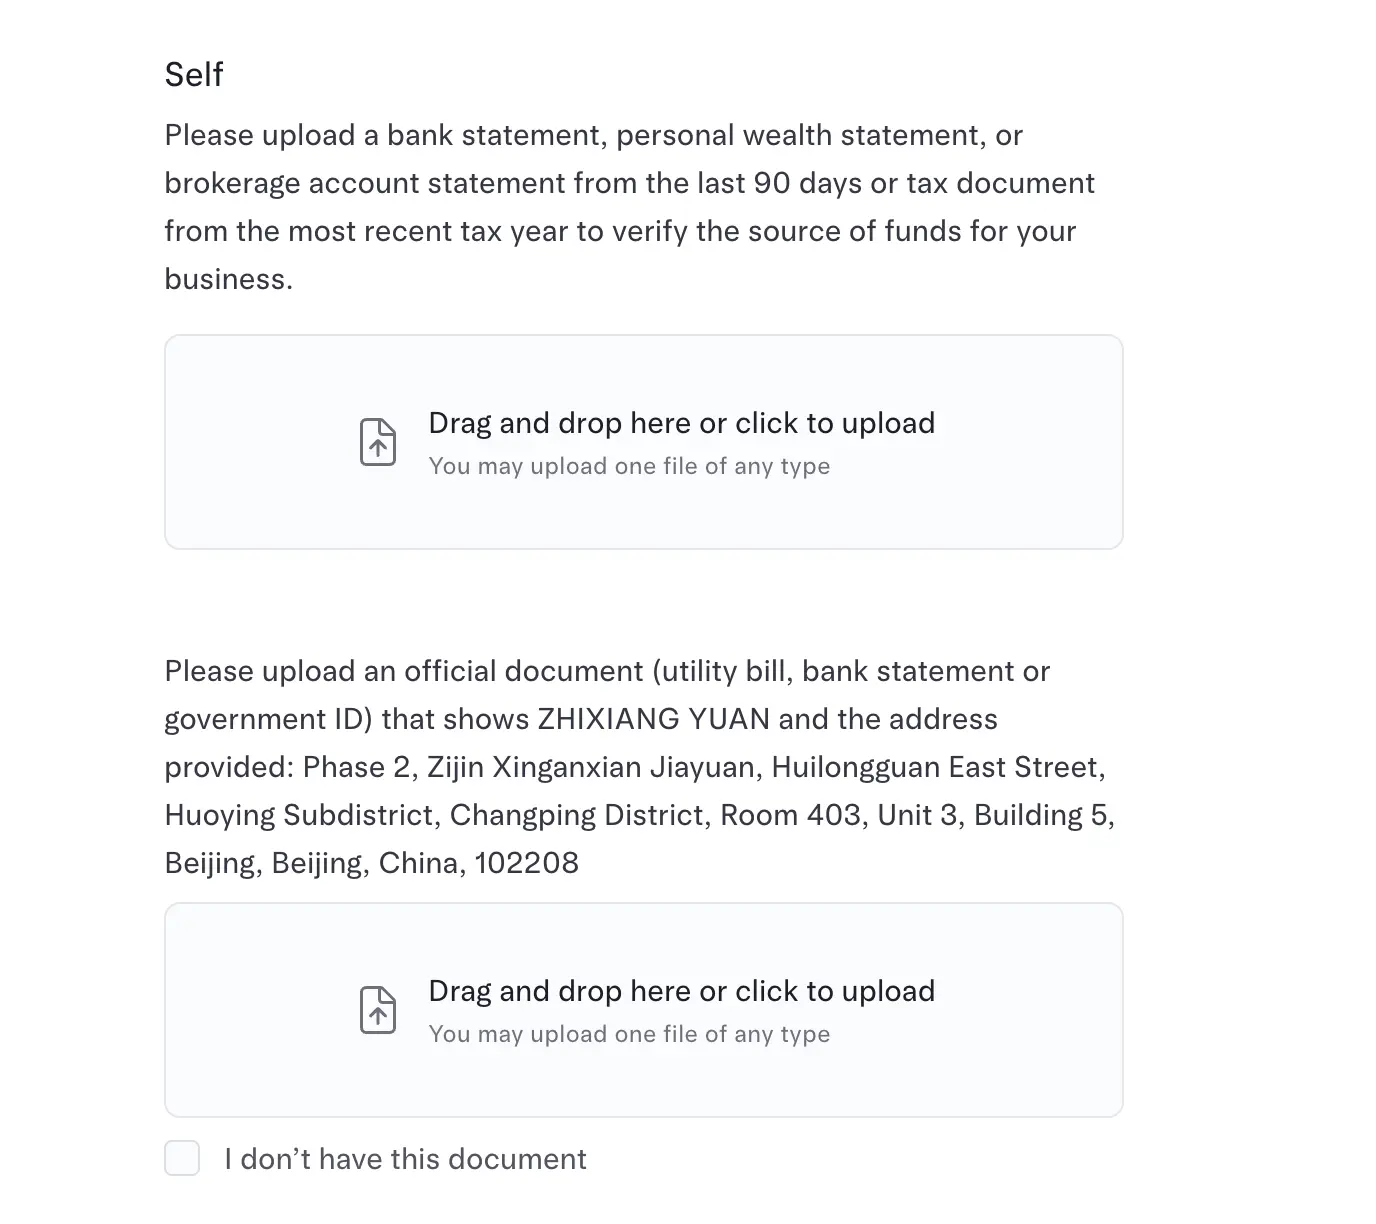 Self
Please upload a bank statement, personal wealth statement, or
brokerage account statement from the last 90 days or tax document
from the most recent tax year to verify the source of funds for your
business.
Drag and drop here or click to upload
You may upload one file of any type
Please upload an official document (utility bill, bank statement or
government ID) that shows ZHIXIANG YUAN and the address
provided: Phase 2, Zijin Xinganxian Jiayuan, Huilongguan East Street,
Huoying Subdistrict, Changping District, Room 403, Unit 3, Building 5,
Beijing, Beijing, China, 102208
Drag and drop here or click to upload
You may upload one file of any type
I don’t have this document